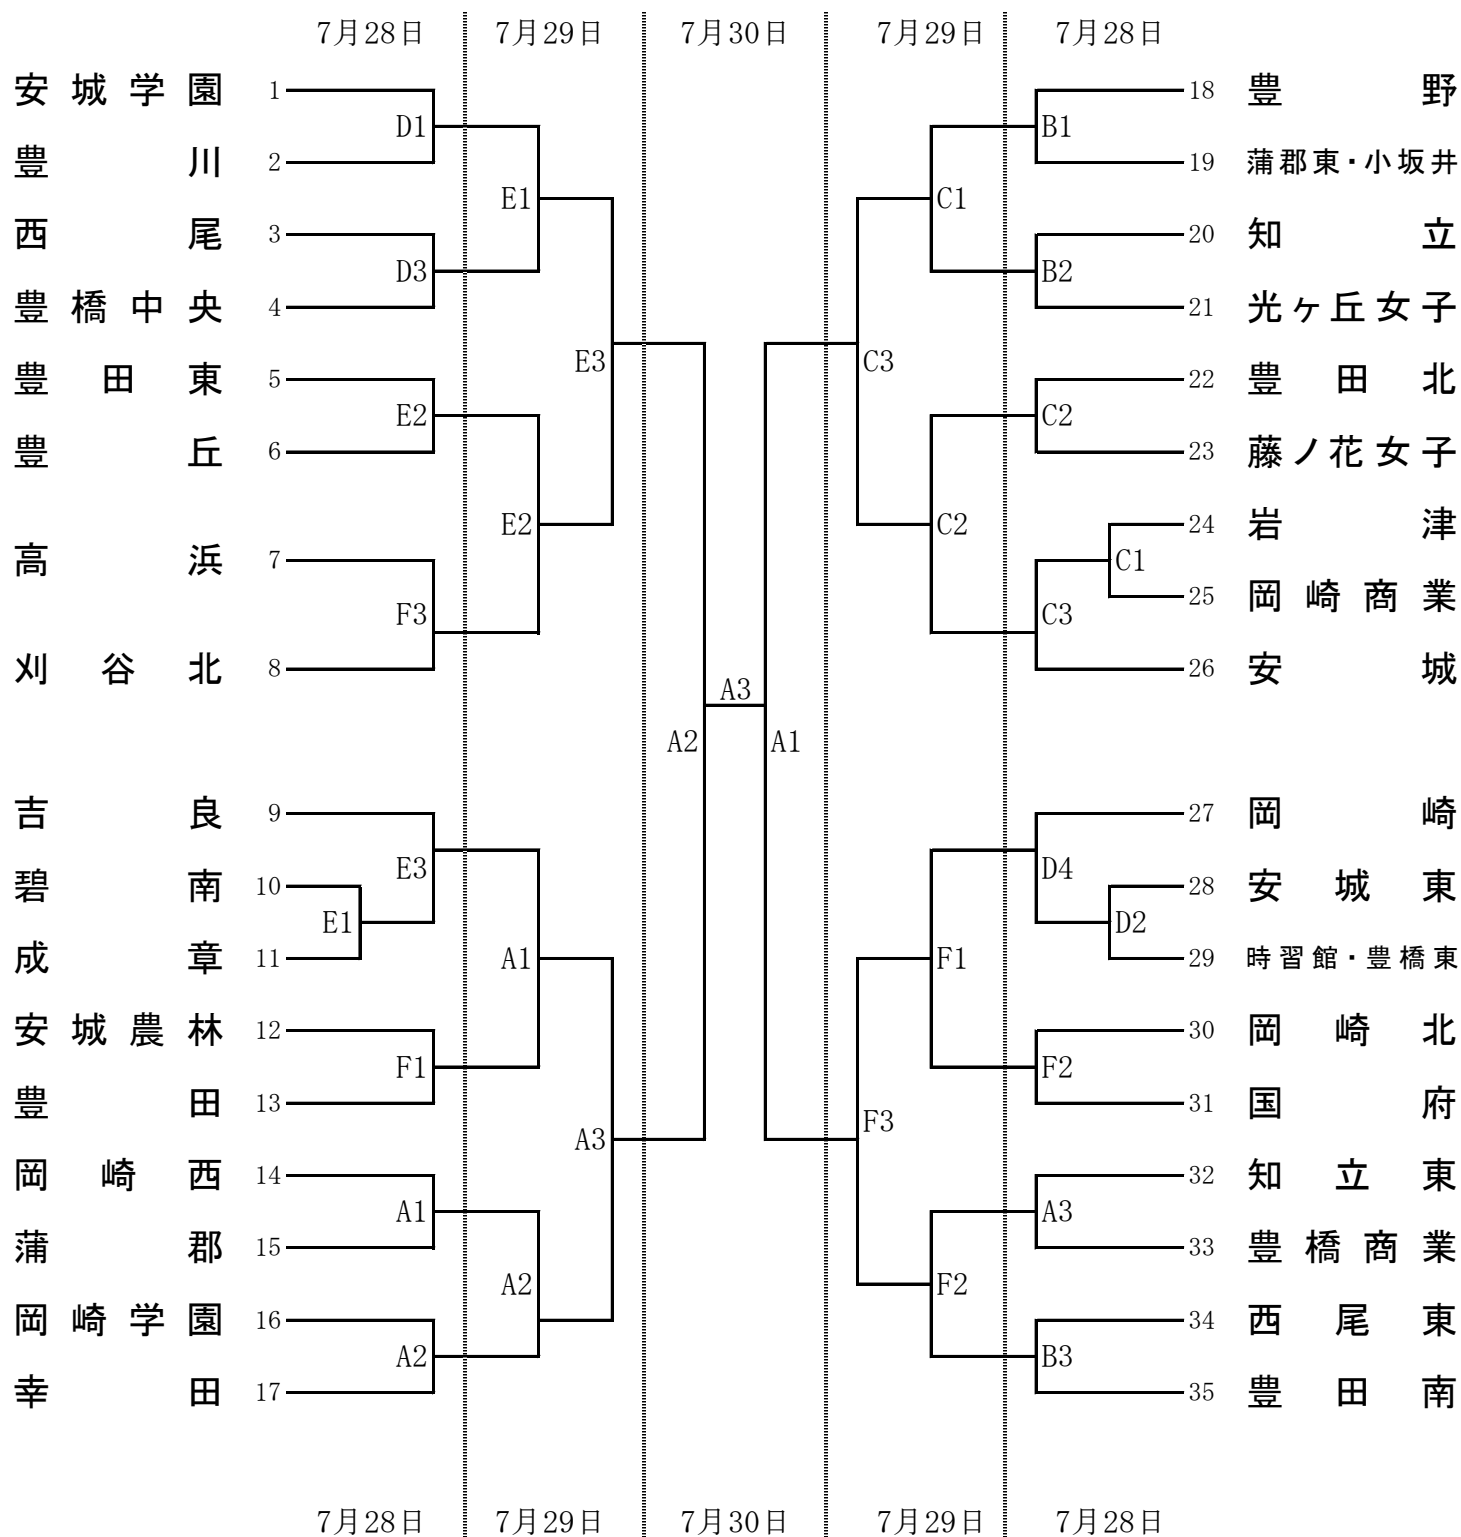 7月28日 7月29日 7月30日 7月29日 7月28日
安城学園 1 18 豊野
D1 B1
豊川 2 19 蒲郡東・小坂井
E1 C1
西尾 3 20 知立
D3 B2
豊橋中央 4 21 光ヶ丘女子
E3 C3
豊田東 5 22 豊田北
E2 C2
豊丘 6 23 藤ノ花女子
E2 C2 24 岩津
高浜 7 C1
25 岡崎商業
F3 C3
刈谷北 8 26 安城
A3
A2 A1
吉良 9 27 岡崎
E3 D4
碧南 10 28 安城東
E1 D2
成章 11 A1 F1 29 時習館・豊橋東
安城農林 12 30 岡崎北
F1 F2
豊田 13 31 国府
A3 F3
岡崎西 14 32 知立東
A1 A3
蒲郡 15 33 豊橋商業
A2 F2
岡崎学園 16 34 西尾東
A2 B3
幸田 17 35 豊田南
7月28日 7月29日 7月30日 7月29日 7月28日